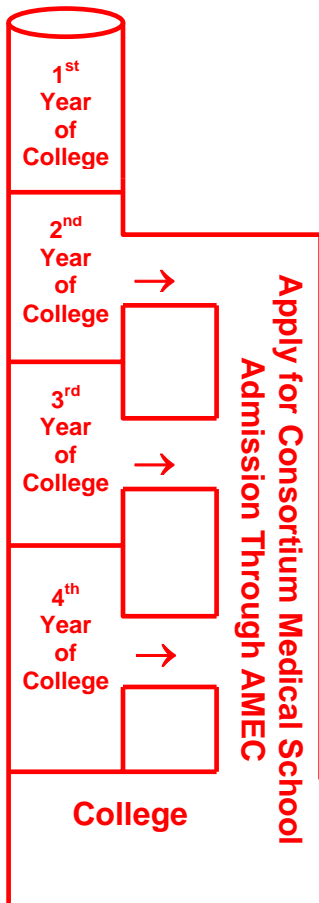 1st
Year
of
College
2nd
Year
of
College
3rd
Year
of
College
4th
Year
of
College
Apply for Consortium Medical School
Admission Through AMEC
College